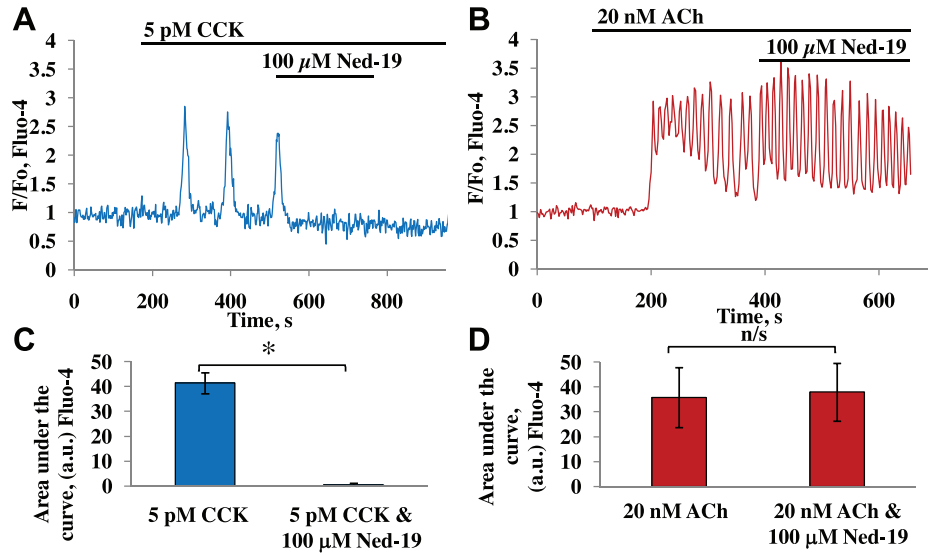 A
5 pM CCK
100 µM Ned-19
F/Fo, Fluo-4
4
3.5
3
2.5
2
1.5
1
0.5
0
0 200 400 600 800
Time, s
B
20 nM ACh
100 µM Ned-19
F/Fo, Fluo-4
4
3.5
3
2.5
2
1.5
1
0.5
0
0 200 400 600
Time, s
C
*
Area under the
curve, (a.u.) Fluo-4
50
40
30
20
10
0
5 pM CCK
5 pM CCK &
100 µM Ned-19
D
n/s
Area under the
curve,
(a.u.) Fluo-4
50
40
30
20
10
0
20 nM ACh
20 nM ACh &
100 µM Ned-19